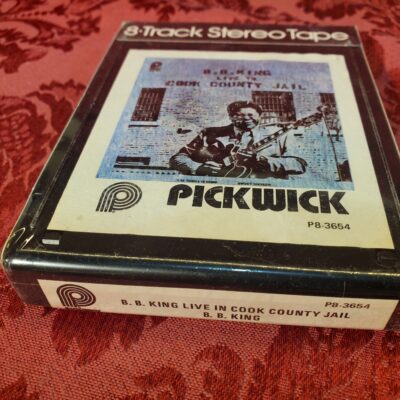 8-Track Stereo Tape
B.B. KING
LIVE IN
COOK COUNTY JAIL
PICKWICK
P8-3654
P8-3654
B. B. KING LIVE IN COOK COUNTY JAIL
B. B. KING